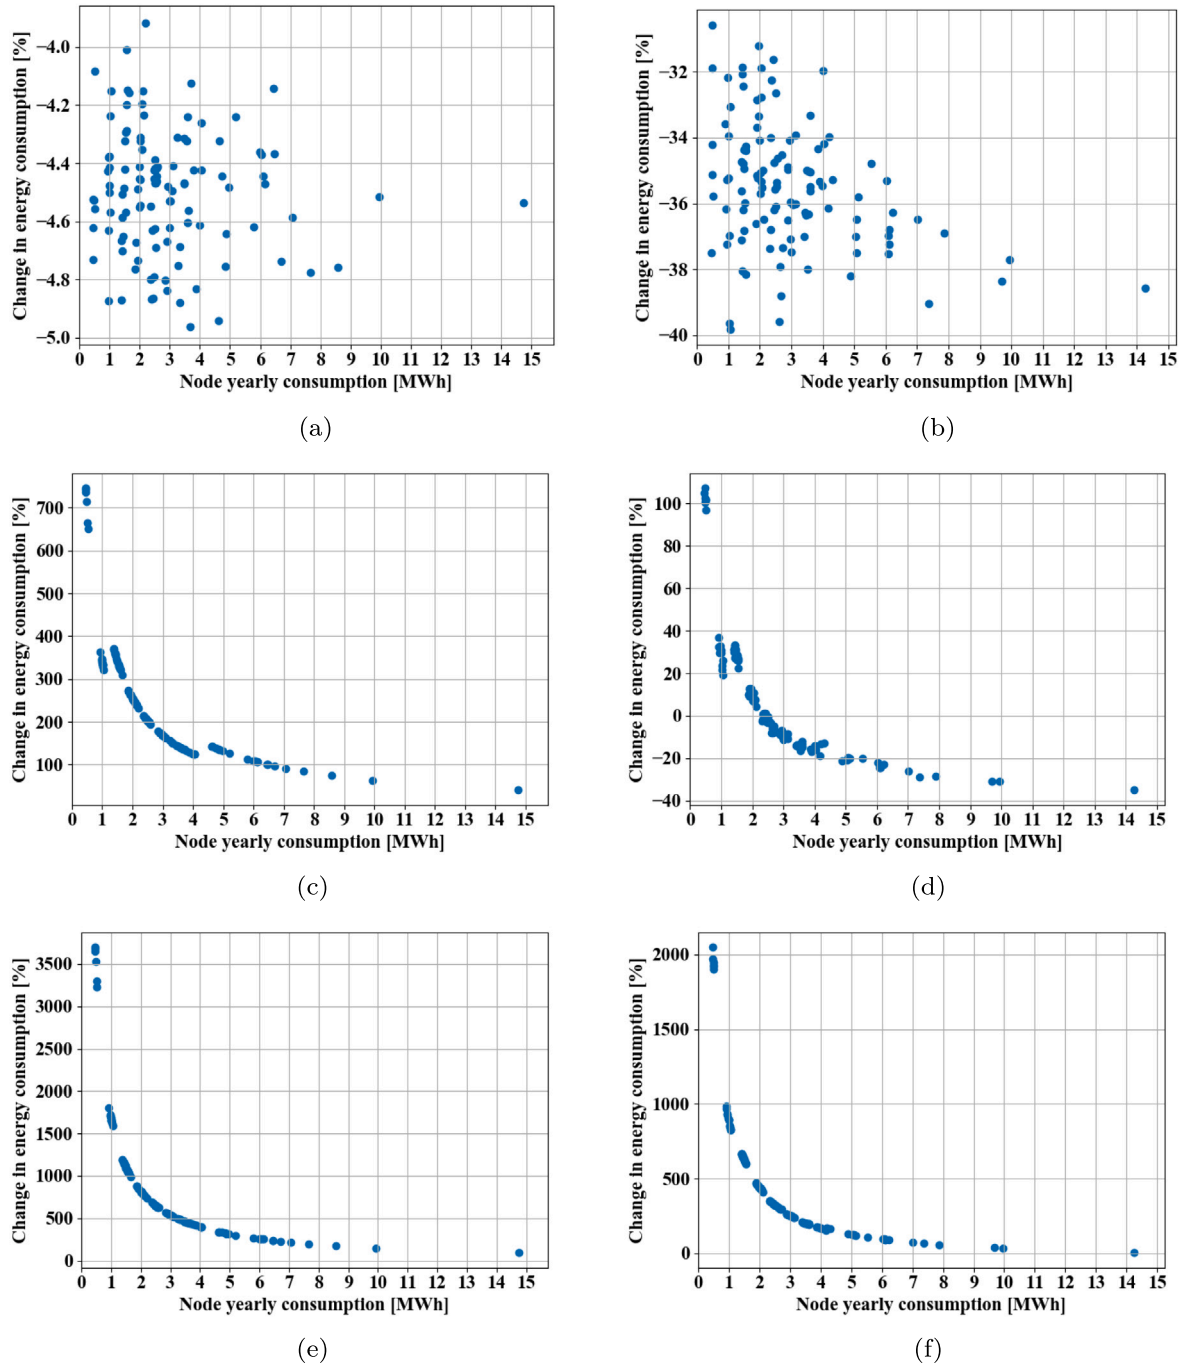 Change in energy consumption [%]
−4.0
−4.2
−4.4
−4.6
−4.8
−5.0
0 1 2 3 4 5 6 7 8 9 10 11 12 13 14 15
Node yearly consumption [MWh]
(a)
Change in energy consumption [%]
−32
−34
−36
−38
−40
0 1 2 3 4 5 6 7 8 9 10 11 12 13 14 15
Node yearly consumption [MWh]
(b)
Change in energy consumption [%]
700
600
500
400
300
200
100
0 1 2 3 4 5 6 7 8 9 10 11 12 13 14 15
Node yearly consumption [MWh]
(c)
Change in energy consumption [%]
100
80
60
40
20
0
−20
−40
0 1 2 3 4 5 6 7 8 9 10 11 12 13 14 15
Node yearly consumption [MWh]
(d)
Change in energy consumption [%]
3500
3000
2500
2000
1500
1000
500
0
0 1 2 3 4 5 6 7 8 9 10 11 12 13 14 15
Node yearly consumption [MWh]
(e)
Change in energy consumption [%]
2000
1500
1000
500
0
0 1 2 3 4 5 6 7 8 9 10 11 12 13 14 15
Node yearly consumption [MWh]
(f)